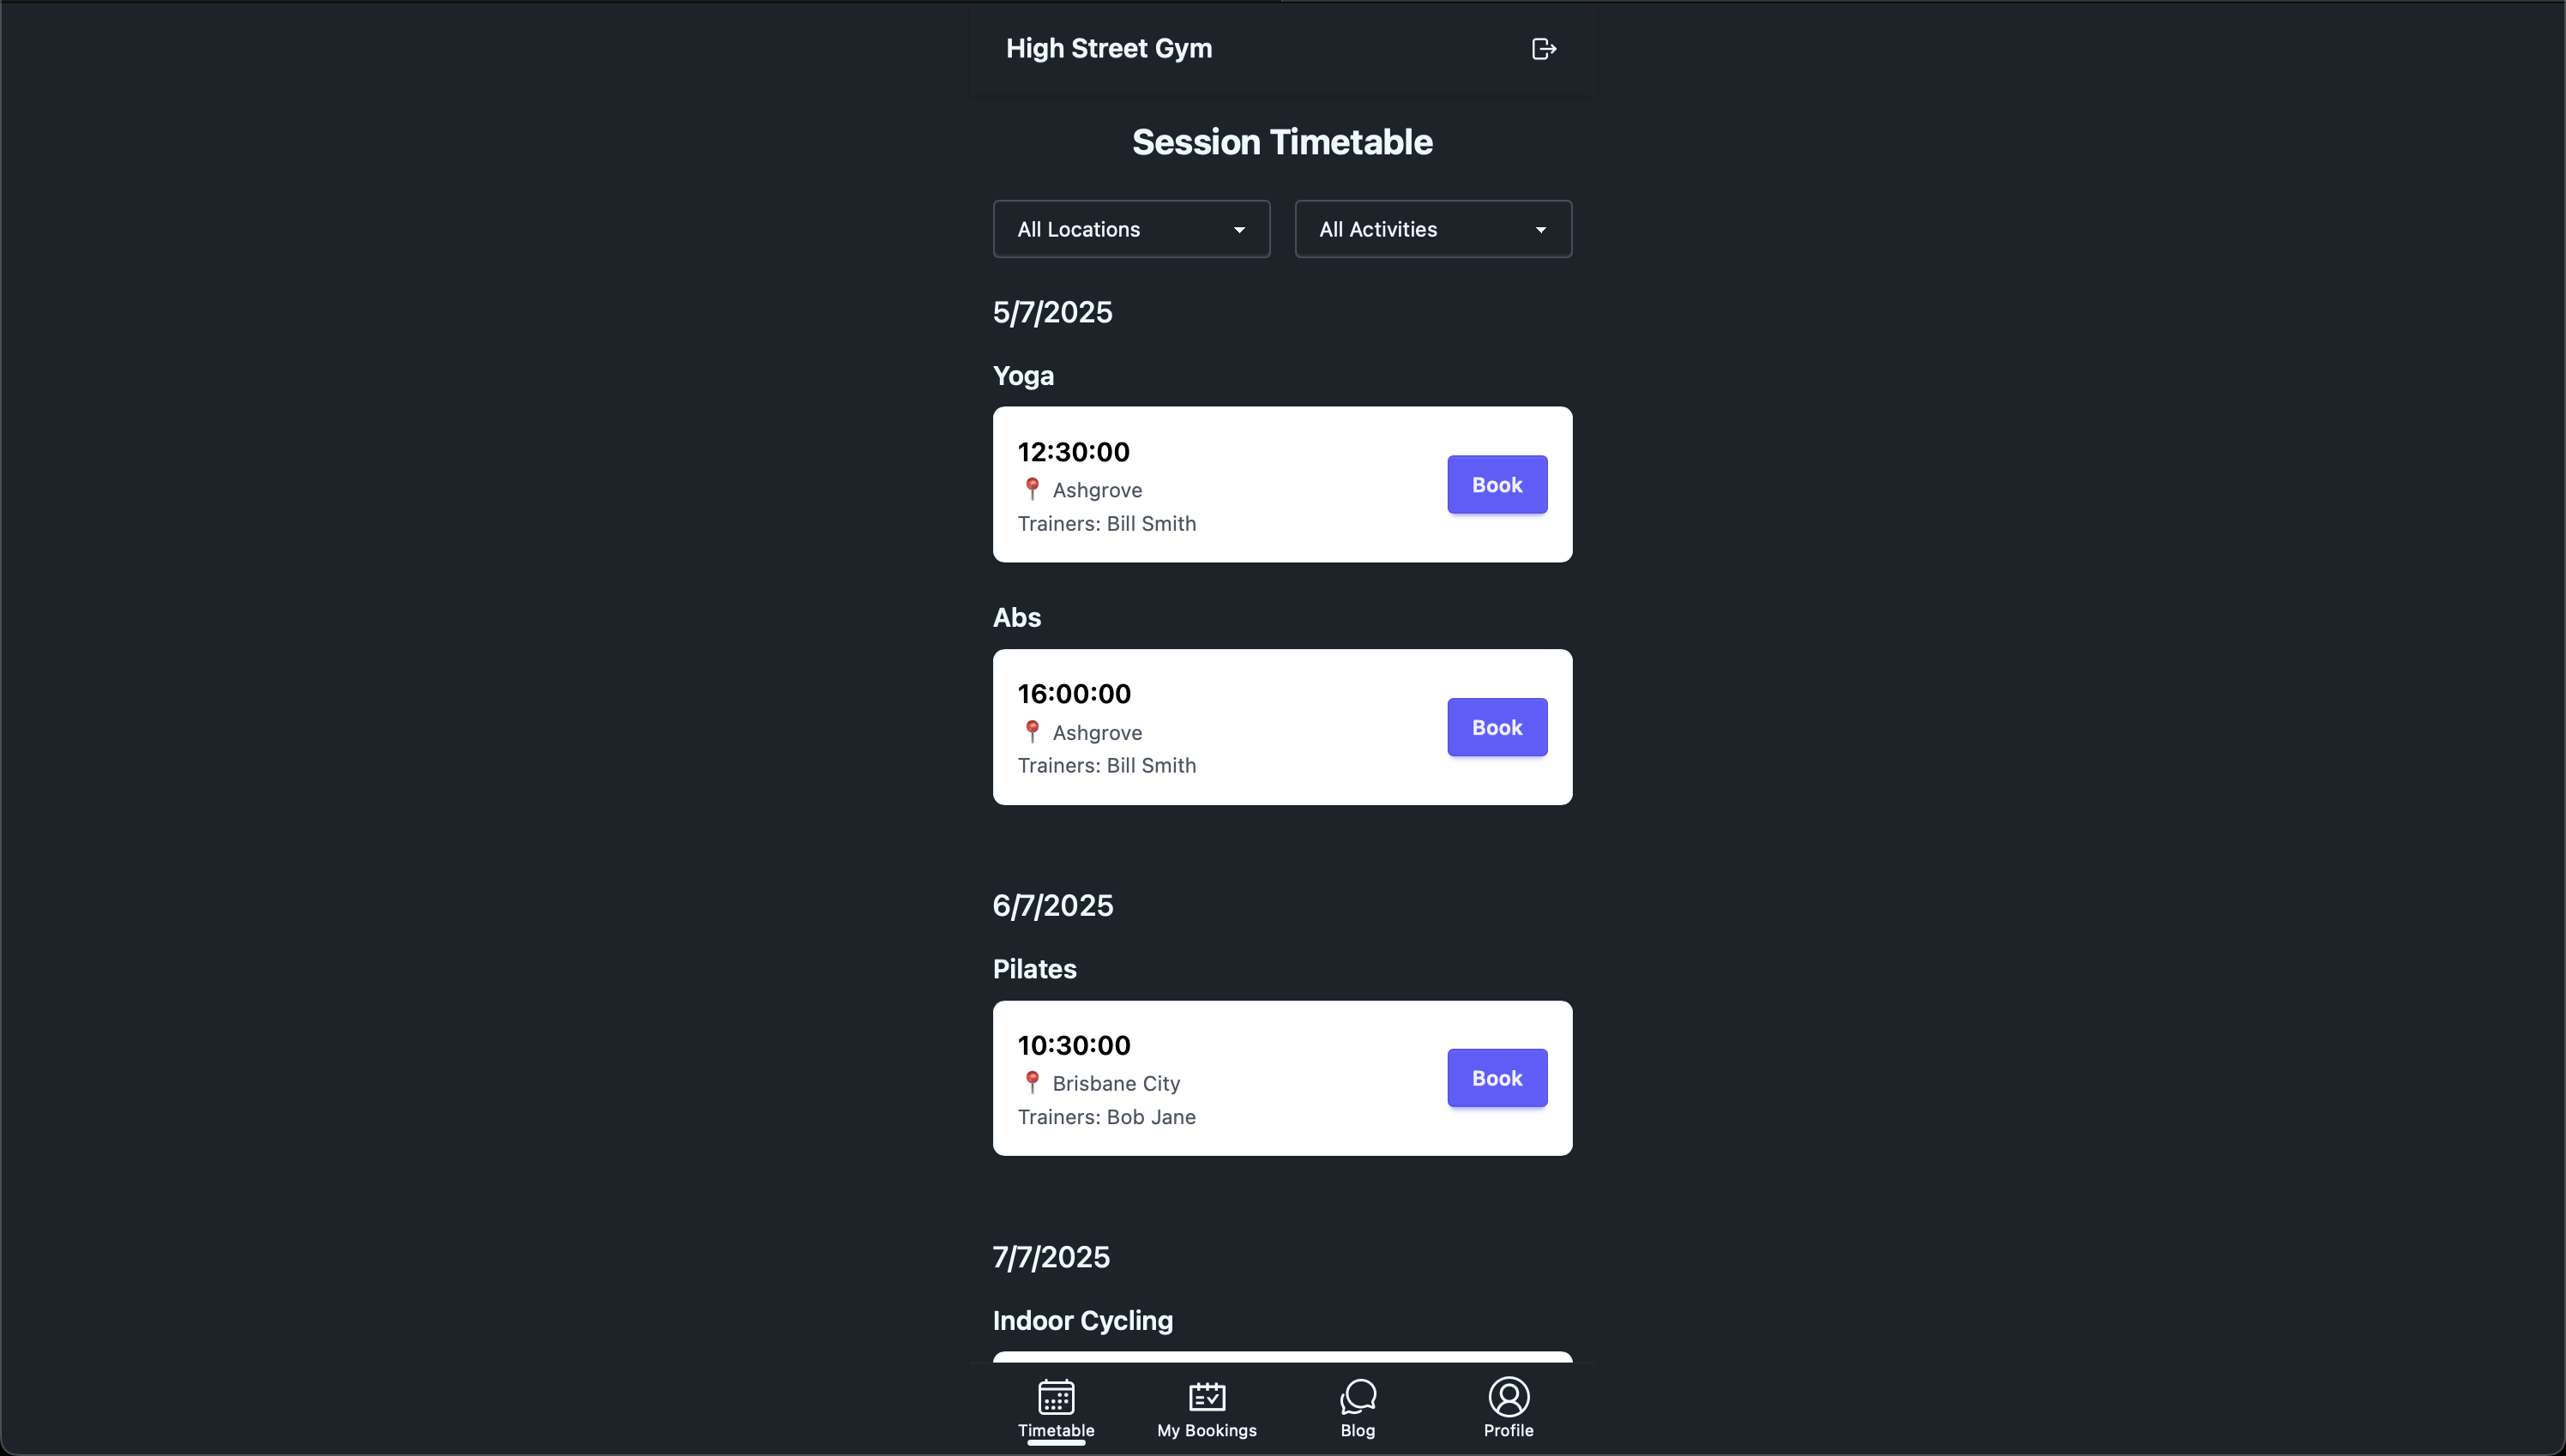 High Street Gym
Session Timetable
All Locations
All Activities
5/7/2025
Yoga
12:30:00
Ashgrove
Trainers: Bill Smith
Book
Abs
16:00:00
Ashgrove
Trainers: Bill Smith
Book
6/7/2025
Pilates
10:30:00
Brisbane City
Trainers: Bob Jane
Book
7/7/2025
Indoor Cycling
Timetable
My Bookings
Blog
Profile